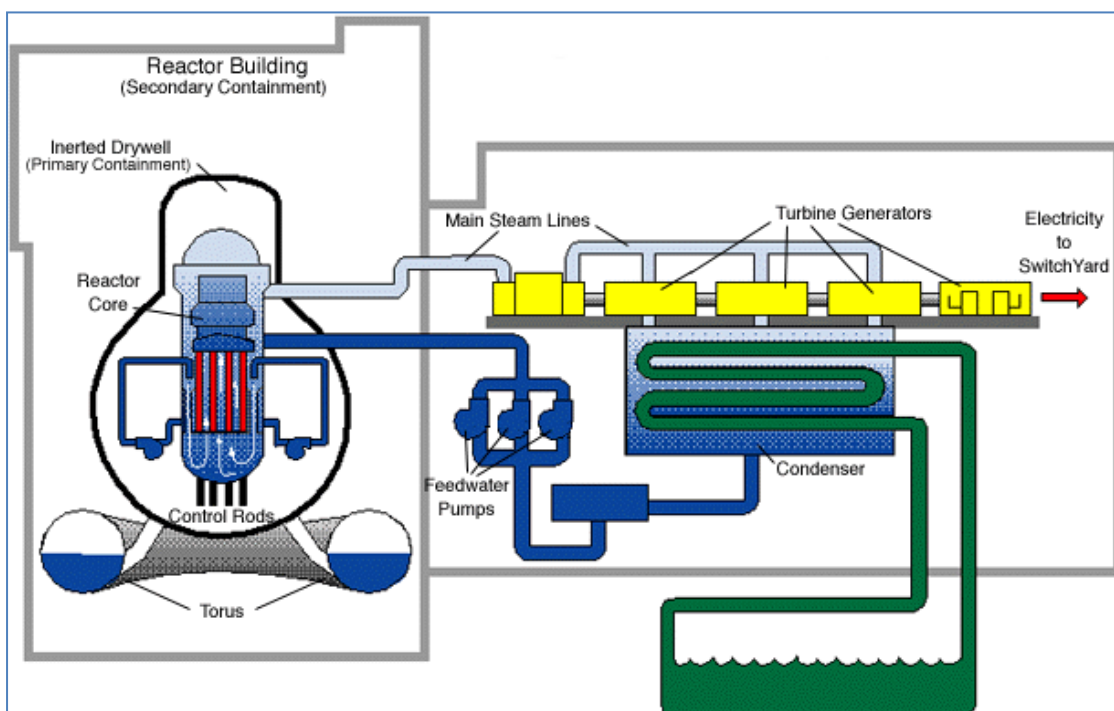 Reactor Building
(Secondary Containment)
Inerted Drywell
(Primary Containment)
Main Steam Lines
Turbine Generators
Electricity
to
SwitchYard
Reactor
Core
Condenser
Feedwater
Pumps
Control Rods
Torus